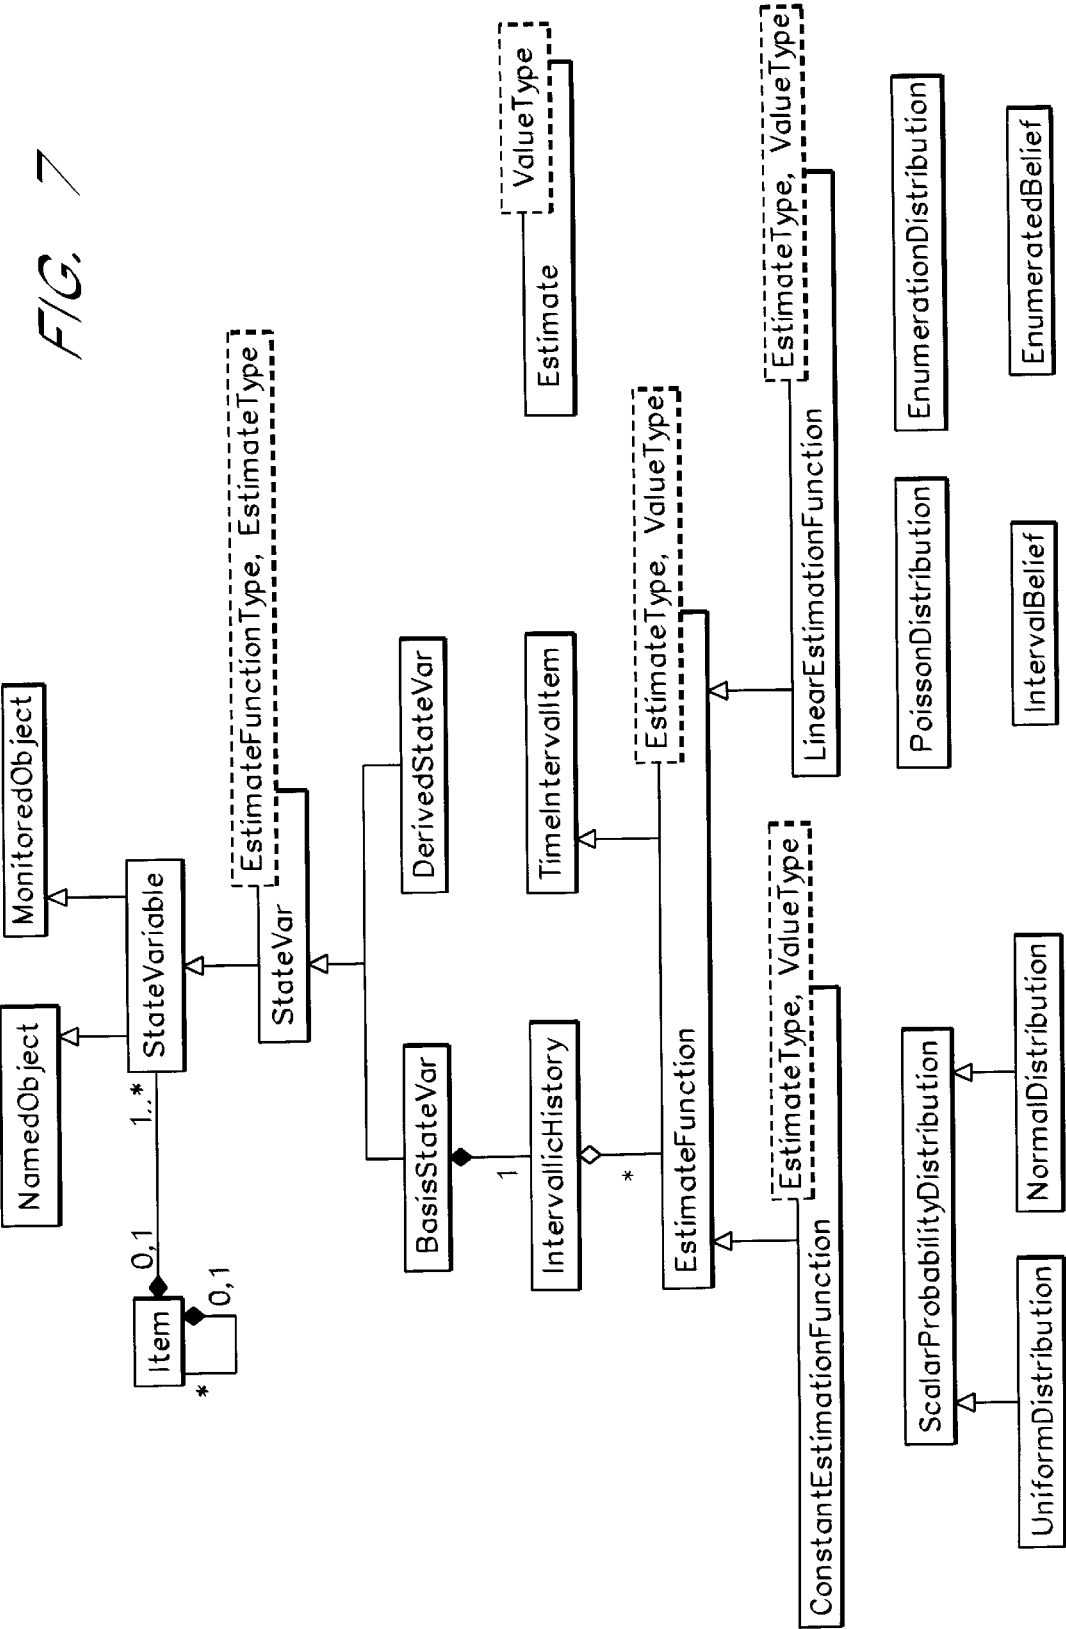 FIG. 7
NamedObject
MonitoredObject
Item
0,1
1..*
StateVariable
*
0,1
EstimateFunctionType, EstimateType
StateVar
BasisStateVar
DerivedStateVar
ValueType
Estimate
1
IntervallicHistory
TimeIntervalItem
*
EstimateType, ValueType
EstimateFunction
EstimateType, ValueType
ConstantEstimationFunction
EstimateType, ValueType
LinearEstimationFunction
ScalarProbabilityDistribution
PoissonDistribution
EnumerationDistribution
UniformDistribution
NormalDistribution
IntervalBelief
EnumeratedBelief